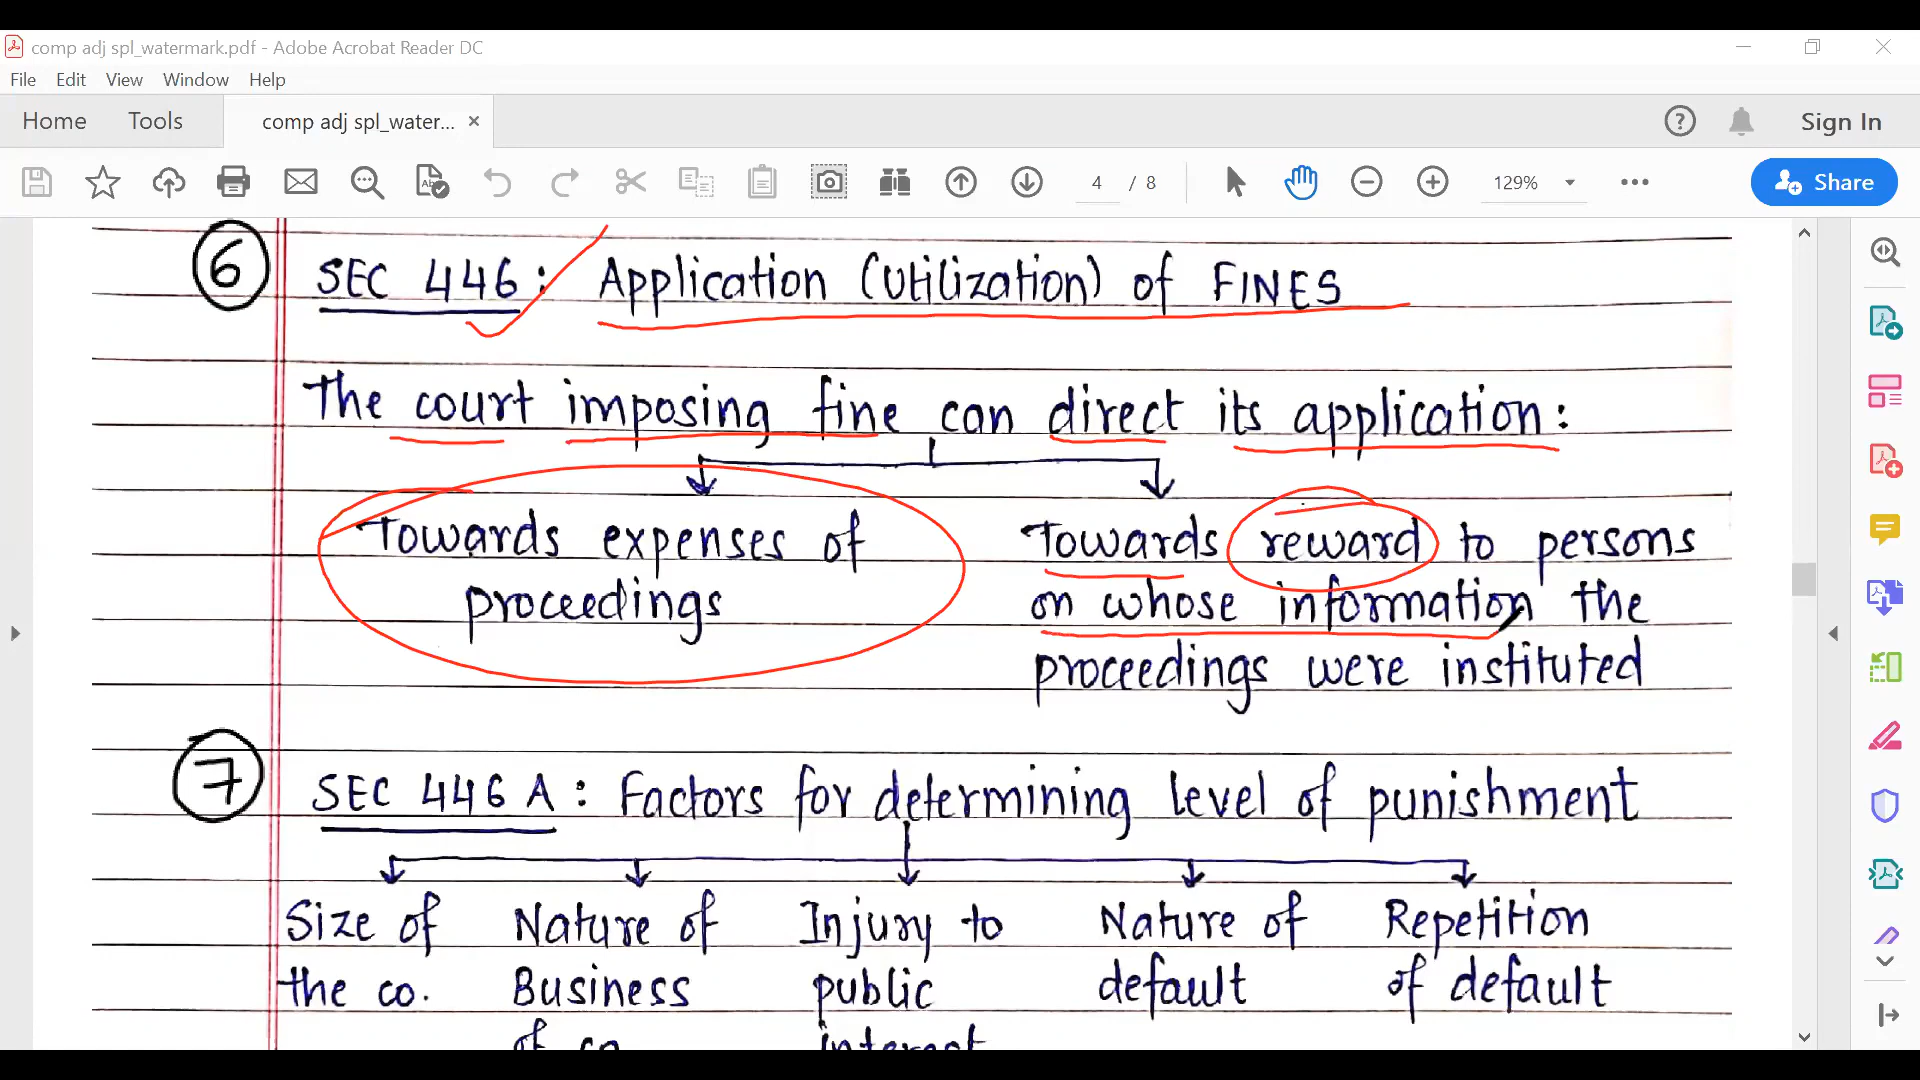 comp adj spl_watermark.pdf - Adobe Acrobat Reader DC
File Edit View Window Help
Home Tools comp adj spl_water... × Sign In
4 / 8 129% Share
6 SEC 446: Application (Utilization) of FINES
The court imposing fine can direct its application:
Towards expenses of proceedings
Towards reward to persons on whose information the proceedings were instituted
7 SEC 446 A: Factors for determining level of punishment
Size of the co.
Nature of Business of co
Injury to public interest
Nature of default
Repetition of default